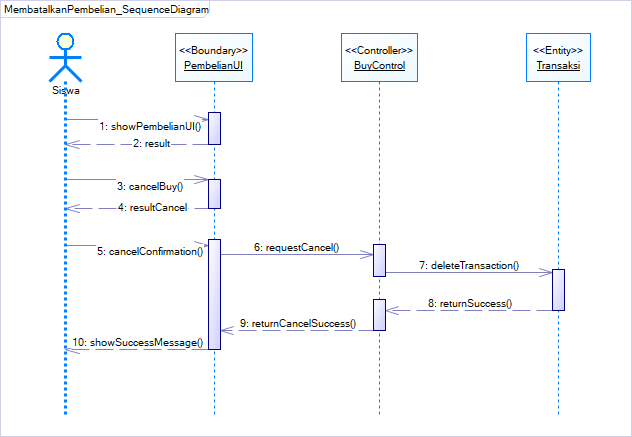 MembatalkanPembelian_SequenceDiagram
<<Boundary>>
PembelianUI
<<Controller>>
BuyControl
<<Entity>>
Transaksi
Siswa
1: showPembelianUI()
2: result
3: cancelBuy()
4: resultCancel
5: cancelConfirmation()
6: requestCancel()
7: deleteTransaction()
8: returnSuccess()
9: returnCancelSuccess()
10: showSuccessMessage()